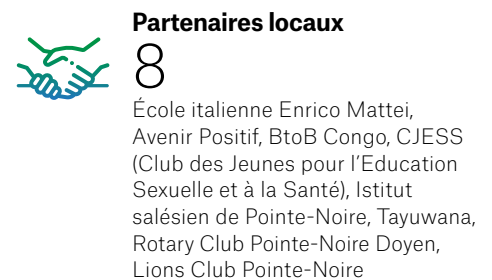 Partenaires locaux
8
École italienne Enrico Mattei,
Avenir Positif, BtoB Congo, CJESS
(Club des Jeunes pour l'Education
Sexuelle et à la Santé), Istitut
salésien de Pointe-Noire, Tayuwana,
Rotary Club Pointe-Noire Doyen,
Lions Club Pointe-Noire